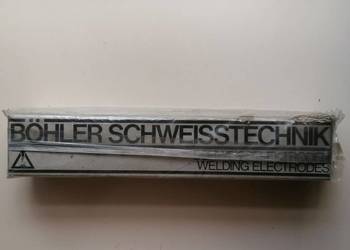 BÖHLER SCHWEISSTECHNIK
WELDING ELECTRODES